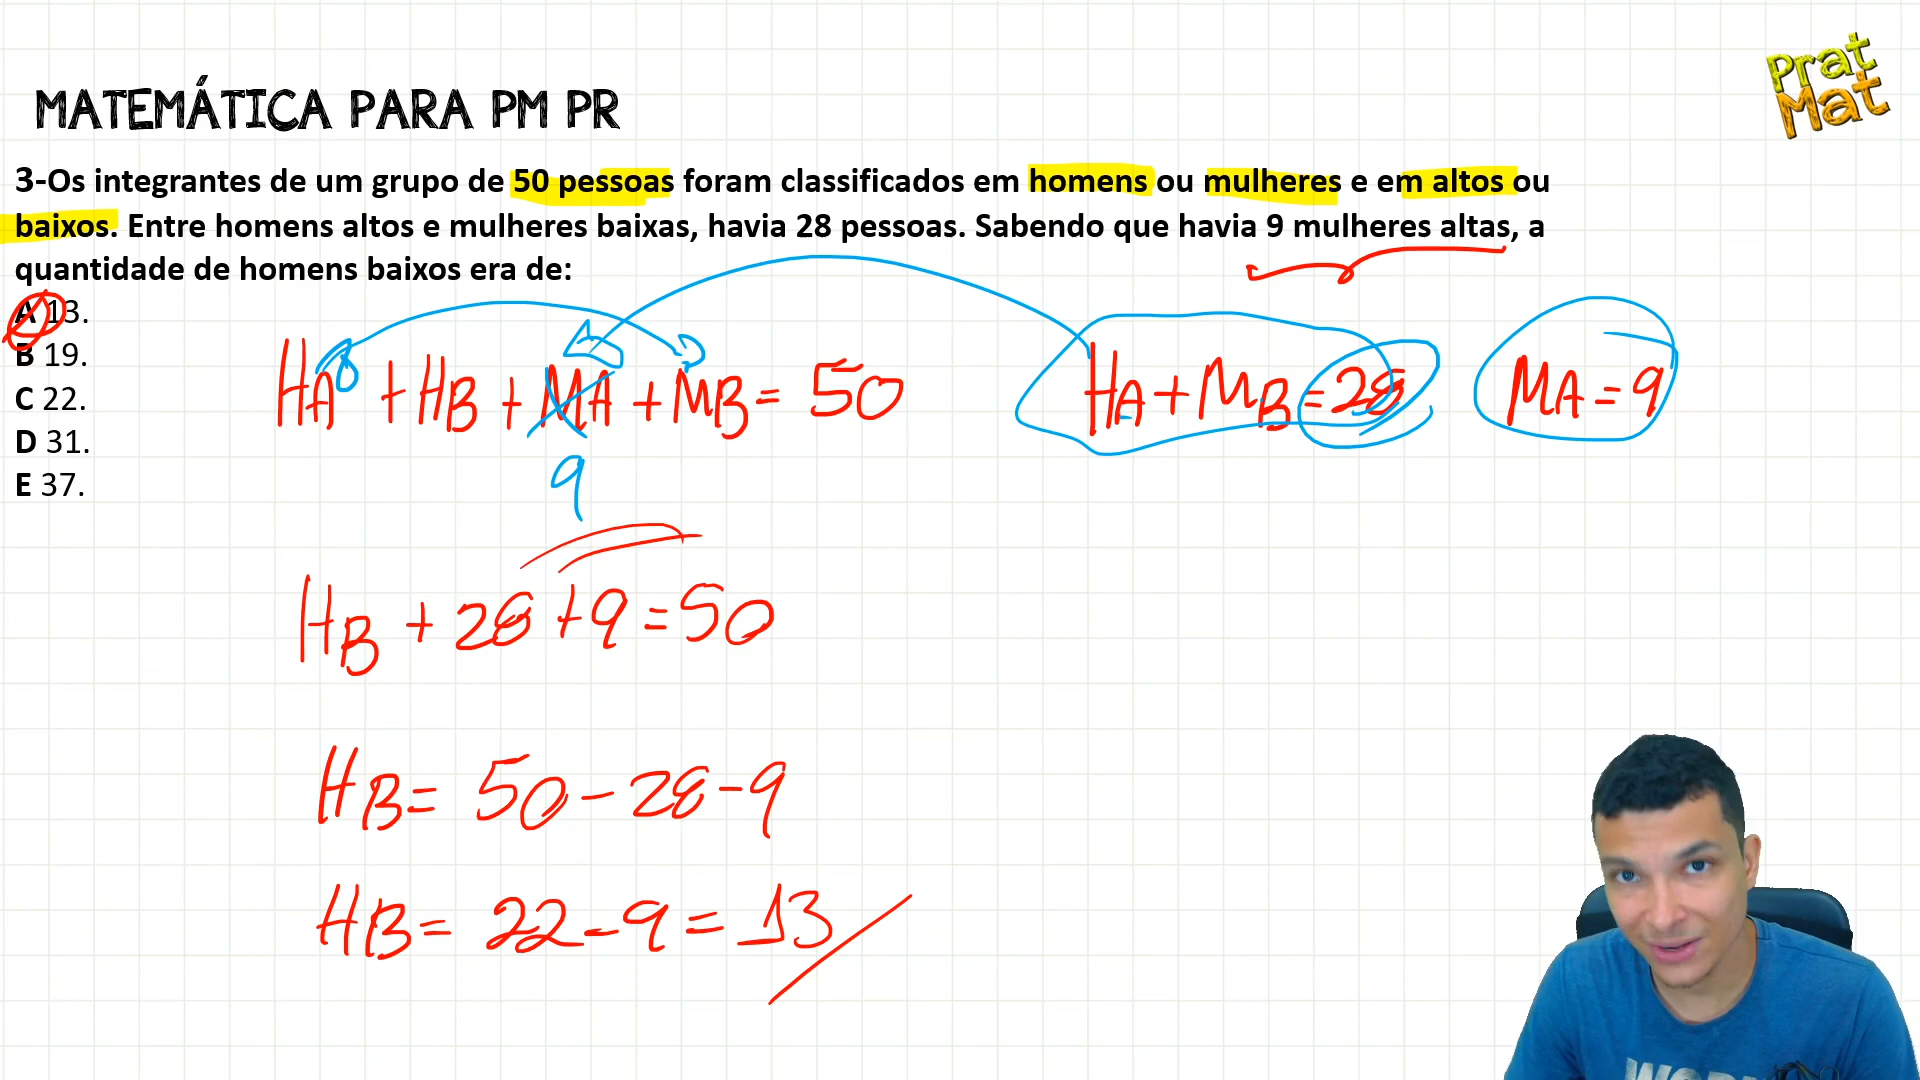 Prat
Mat
MATEMÁTICA PARA PM PR
3-Os integrantes de um grupo de 50 pessoas foram classificados em homens ou mulheres e em altos ou
baixos. Entre homens altos e mulheres baixas, havia 28 pessoas. Sabendo que havia 9 mulheres altas, a
quantidade de homens baixos era de:
A 13.
B 19.
C 22.
D 31.
E 37.
HA + HB + MA + MB = 50
HA + MB = 28
MA = 9
9
HB + 28 + 9 = 50
HB = 50 - 28 - 9
HB = 22 - 9 = 13